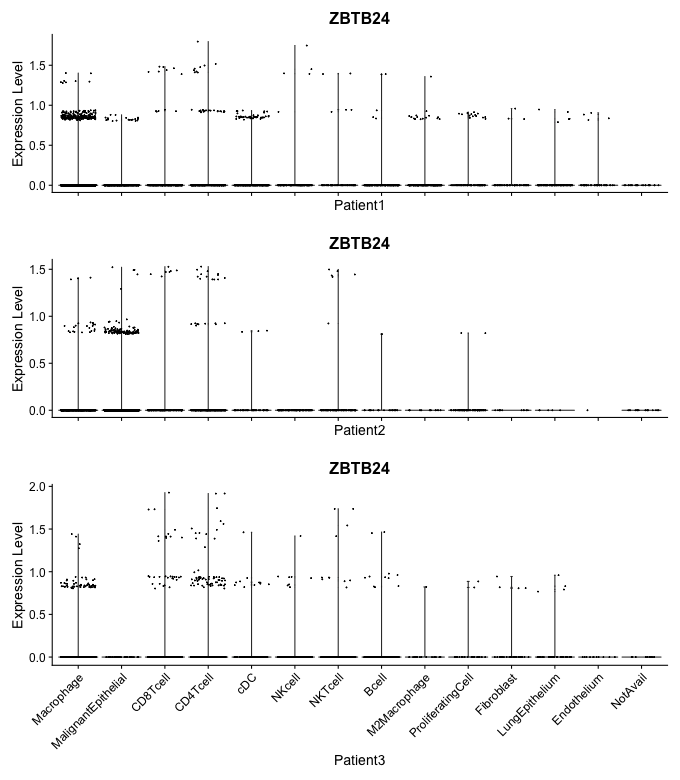 ZBTB24
Expression Level
1.5
1.0
0.5
0.0
Patient1
ZBTB24
Expression Level
1.5
1.0
0.5
0.0
Patient2
ZBTB24
Expression Level
2.0
1.5
1.0
0.5
0.0
Macrophage
MalignantEpithelial
CD8Tcell
CD4Tcell
cDC
NKcell
NKTcell
Bcell
M2Macrophage
ProliferatingCell
Fibroblast
LungEpithelium
Endothelium
NotAvail
Patient3